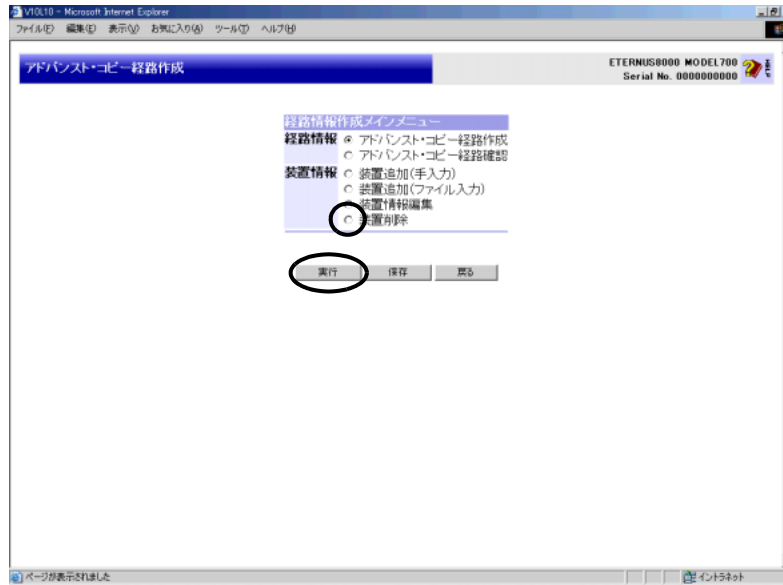 V10L10 - Microsoft Internet Explorer
ファイル(F) 編集(E) 表示(V) お気に入り(A) ツール(T) ヘルプ(H)
アドバンスト・コピー経路作成
ETERNUS8000 MODEL700
Serial No. 0000000000
HELP
経路情報作成メインメニュー
経路情報 アドバンスト・コピー経路作成
アドバンスト・コピー経路確認
装置情報 装置追加(手入力)
装置追加(ファイル入力)
装置情報編集
装置削除
実行 保存 戻る
ページが表示されました イントラネット